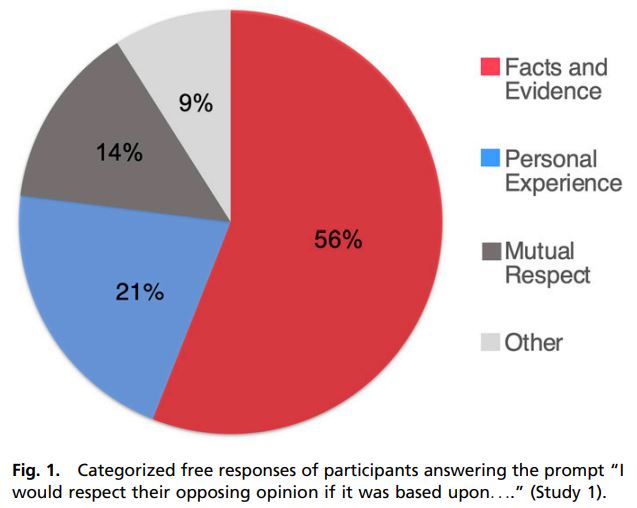 9%
14%
56%
21%
Facts and
Evidence
Personal
Experience
Mutual
Respect
Other
Fig. 1. Categorized free responses of participants answering the prompt “I
would respect their opposing opinion if it was based upon. . ..” (Study 1).